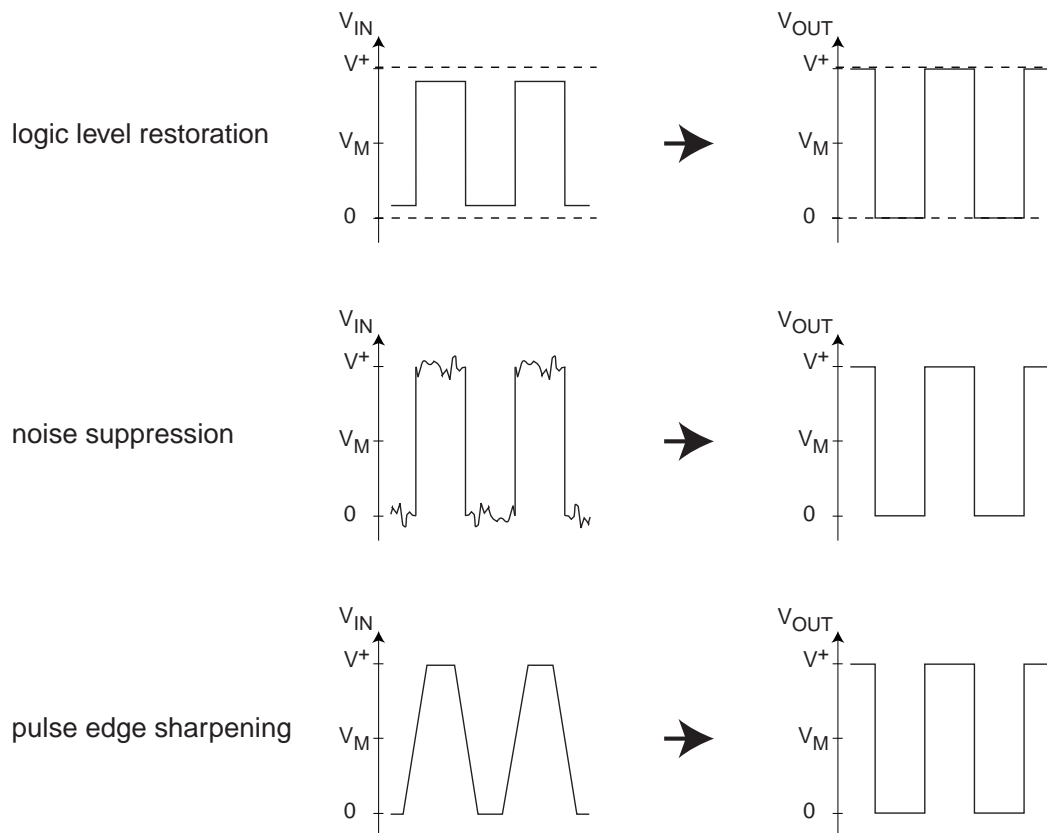 V_IN
V_OUT
V+
V+
logic level restoration
V_M
V_M
0
0
V_IN
V_OUT
V+
V+
noise suppression
V_M
V_M
0
0
V_IN
V_OUT
V+
V+
pulse edge sharpening
V_M
V_M
0
0